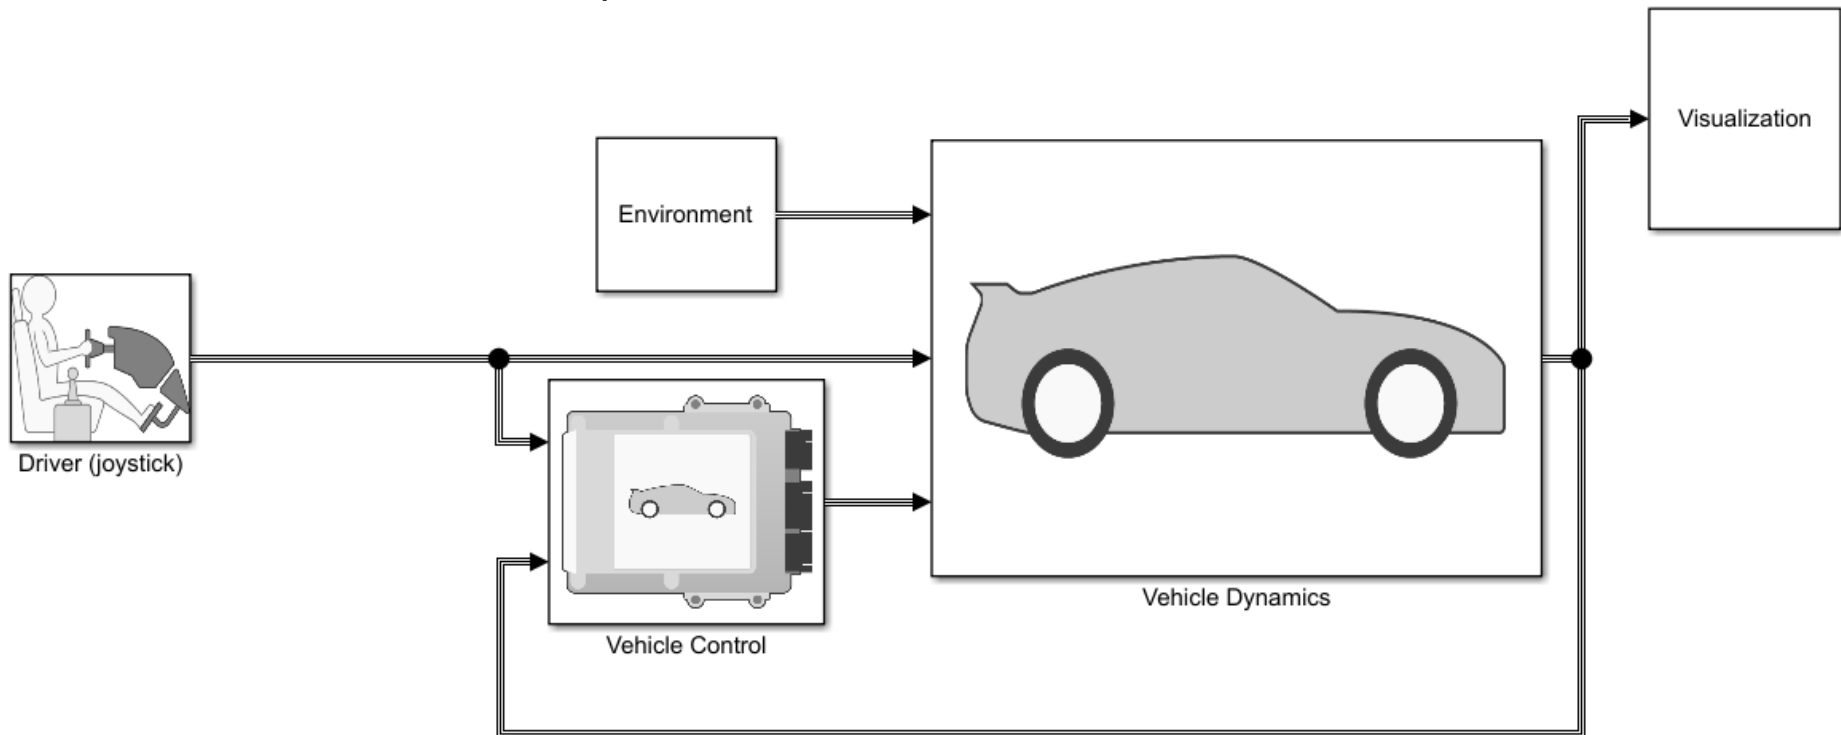 Visualization
Environment
Driver (joystick)
Vehicle Dynamics
Vehicle Control